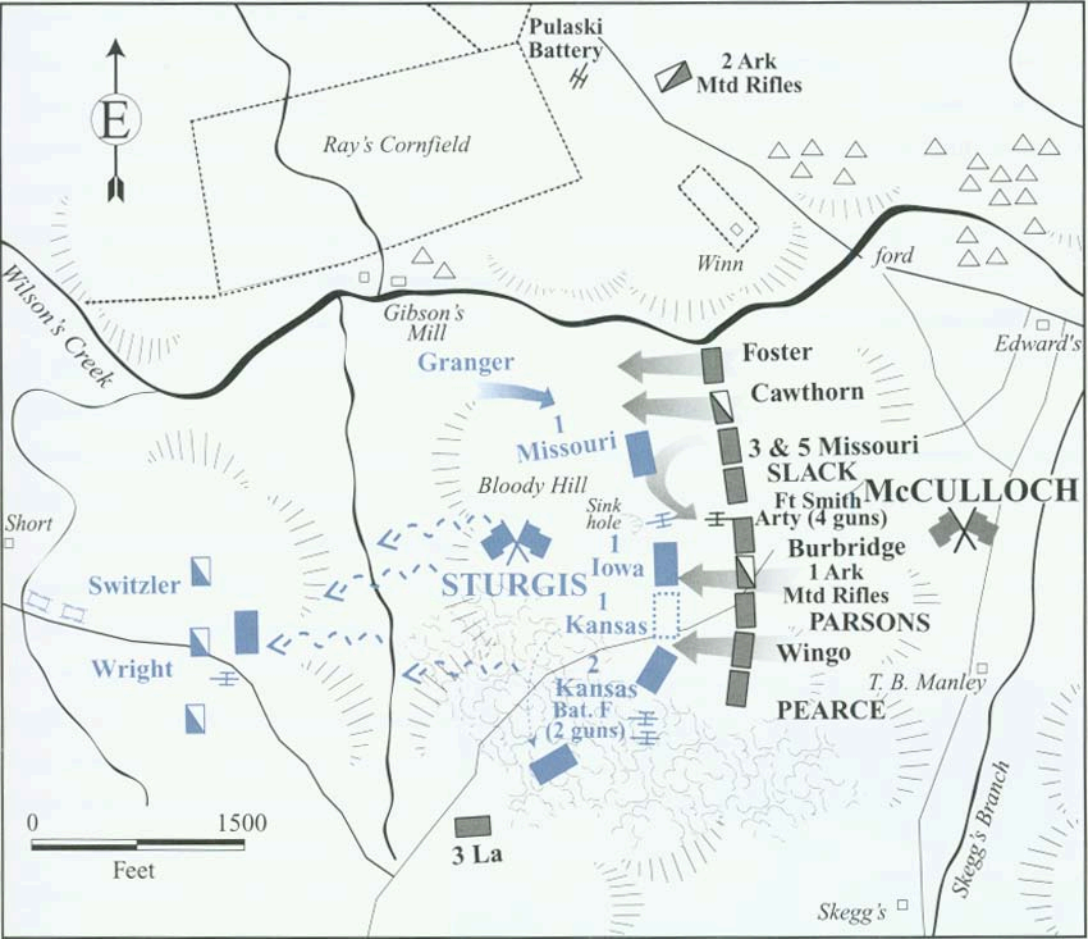 Pulaski
Battery
2 Ark
Mtd Rifles
E
Ray's Cornfield
Winn
ford
Wilson's Creek
Gibson's
Mill
Edward's
Granger
Foster
Cawthorn
1
Missouri
3 & 5 Missouri
SLACK
Bloody Hill
Ft Smith
McCULLOCH
Sink
hole
Arty (4 guns)
Short
1
Iowa
Burbridge
STURGIS
1 Ark
Mtd Rifles
Switzler
1
Kansas
PARSONS
Wingo
Wright
2
Kansas
T. B. Manley
Bat. F
(2 guns)
PEARCE
0 1500
Feet
3 La
Skegg's Branch
Skegg's